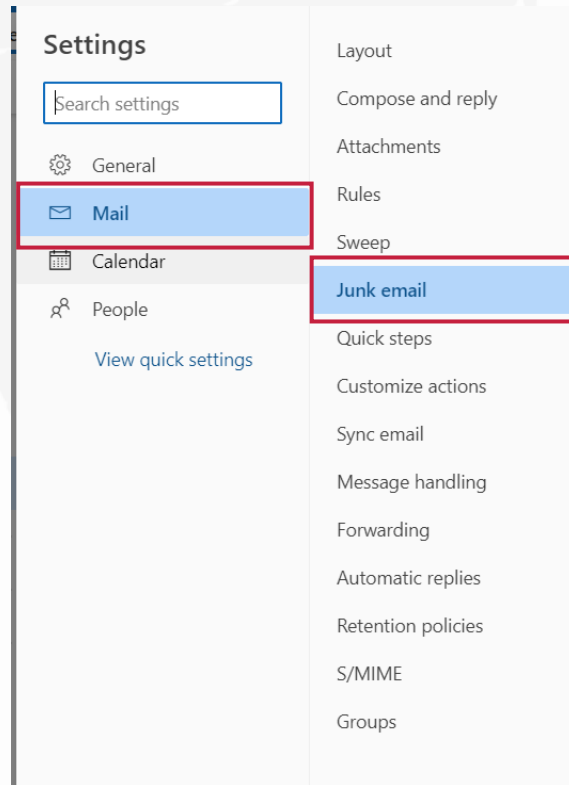 Settings
Search settings
General
Mail
Calendar
People
View quick settings
Layout
Compose and reply
Attachments
Rules
Sweep
Junk email
Quick steps
Customize actions
Sync email
Message handling
Forwarding
Automatic replies
Retention policies
S/MIME
Groups